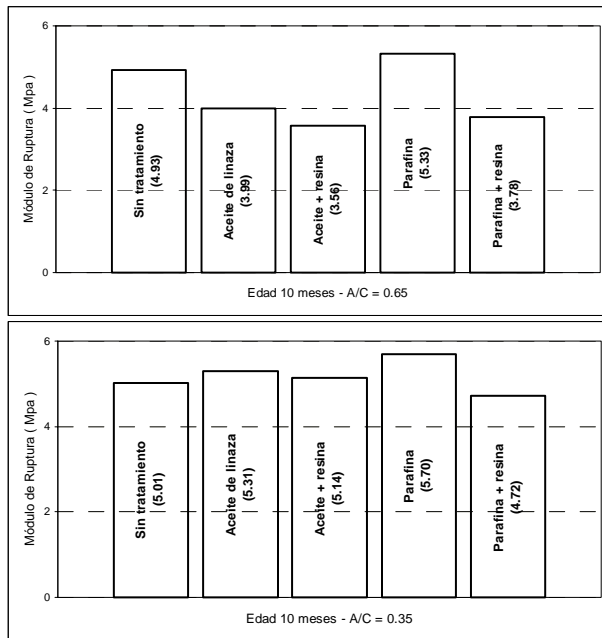 6
4
2
0
Módulo de Ruptura ( Mpa )
Sin tratamiento
(4.93)
Aceite de linaza
(3.99)
Aceite + resina
(3.56)
Parafina
(5.33)
Parafina + resina
(3.78)
Edad 10 meses - A/C = 0.65
6
4
2
0
Módulo de Ruptura ( Mpa )
Sin tratamiento
(5.01)
Aceite de linaza
(5.31)
Aceite + resina
(5.14)
Parafina
(5.70)
Parafina + resina
(4.72)
Edad 10 meses - A/C = 0.35